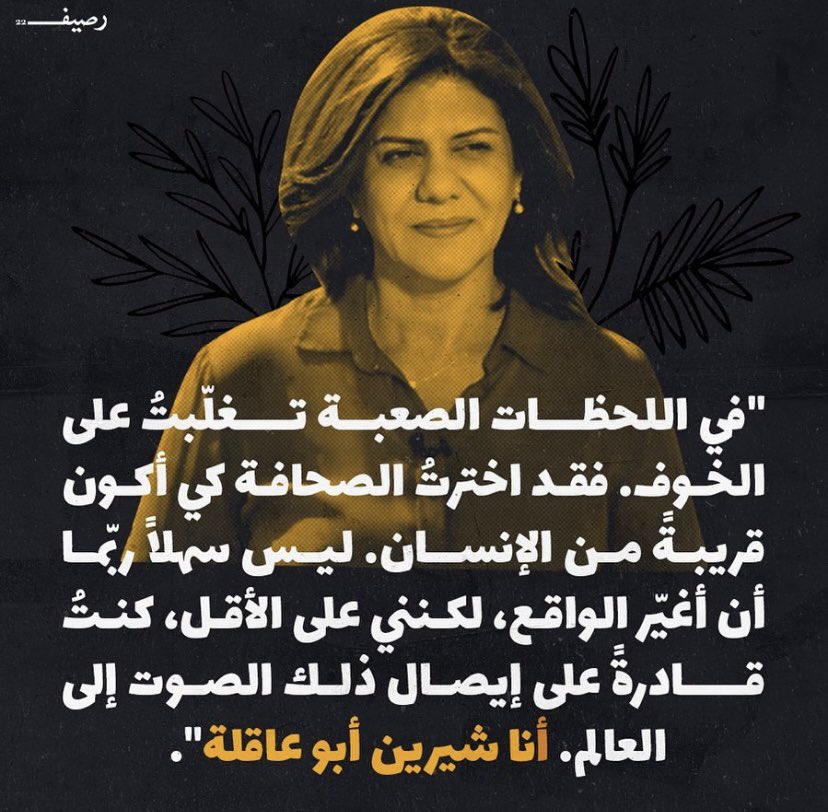 رصيف22
"في اللحظات الصعبة تغلّبتُ على
الخوف. فقد اخترتُ الصحافة كي أكون
قريبةً من الإنسان. ليس سهلاً ربّما
أن أغيّر الواقع، لكنني على الأقل، كنتُ
قادرةً على إيصال ذلك الصوت إلى
العالم. أنا شيرين أبو عاقلة".